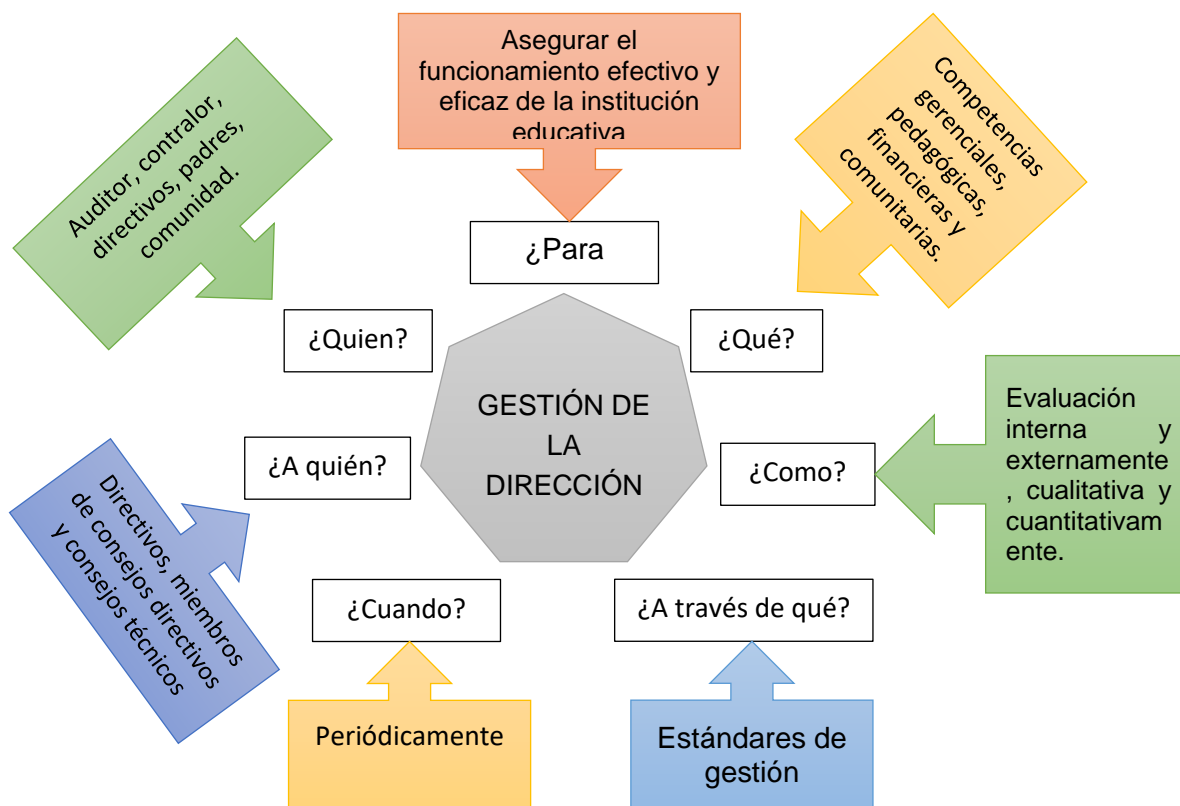 Asegurar el
funcionamiento efectivo y
eficaz de la institución
educativa
¿Para
Competencias
gerenciales,
pedagógicas,
financieras y
comunitarias.
¿Qué?
Evaluación
interna y
externamente
, cualitativa y
cuantitativam
ente.
¿Como?
Estándares de
gestión
¿A través de qué?
Periódicamente
¿Cuando?
Directivos, miembros
de consejos directivos
y consejos técnicos
¿A quién?
Auditor, contralor,
directivos, padres,
comunidad.
¿Quien?
GESTIÓN DE
LA
DIRECCIÓN